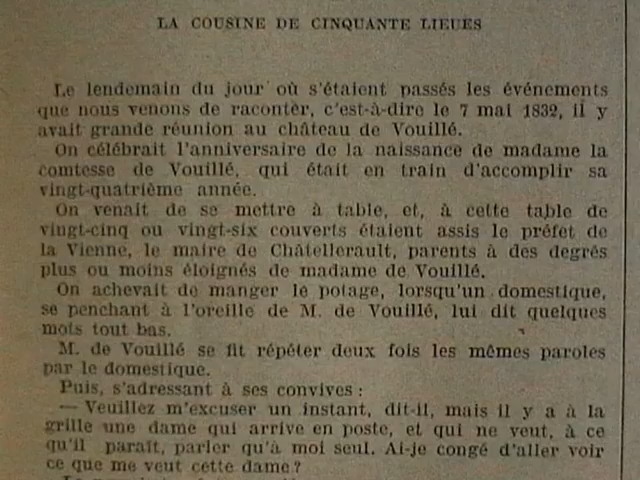 LA COUSINE DE CINQUANTE LIEUES
Le lendemain du jour où s'étaient passés les événements
que nous venons de raconter, c'est-à-dire le 7 mai 1832, il y
avait grande réunion au château de Vouillé.
On célébrait l'anniversaire de la naissance de madame la
comtesse de Vouillé, qui était en train d'accomplir sa
vingt-quatrième année.
On venait de se mettre à table, et, à cette table de
vingt-cinq ou vingt-six couverts étaient assis le préfet de
la Vienne, le maire de Châtellerault, parents à des degrés
plus ou moins éloignés de madame de Vouillé.
On achevait de manger le potage, lorsqu'un domestique,
se penchant à l'oreille de M. de Vouillé, lui dit quelques
mots tout bas.
M. de Vouillé se fit répéter deux fois les mêmes paroles
par le domestique.
Puis, s'adressant à ses convives :
— Veuillez m'excuser un instant, dit-il, mais il y a à la
grille une dame qui arrive en poste, et qui ne veut, à ce
qu'il paraît, parler qu'à moi seul. Ai-je congé d'aller voir
ce que me veut cette dame ?